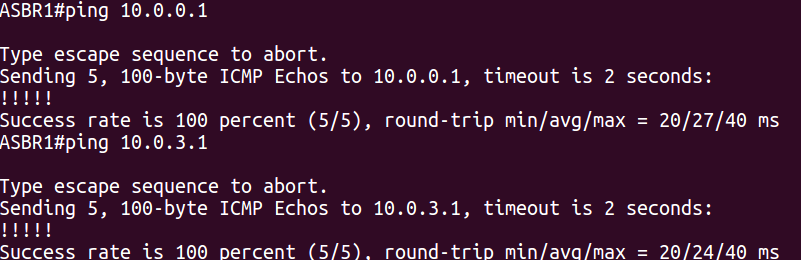 ASBR1#ping 10.0.0.1
Type escape sequence to abort.
Sending 5, 100-byte ICMP Echos to 10.0.0.1, timeout is 2 seconds:
!!!!!
Success rate is 100 percent (5/5), round-trip min/avg/max = 20/27/40 ms
ASBR1#ping 10.0.3.1
Type escape sequence to abort.
Sending 5, 100-byte ICMP Echos to 10.0.3.1, timeout is 2 seconds:
!!!!!
Success rate is 100 percent (5/5), round-trip min/avg/max = 20/24/40 ms